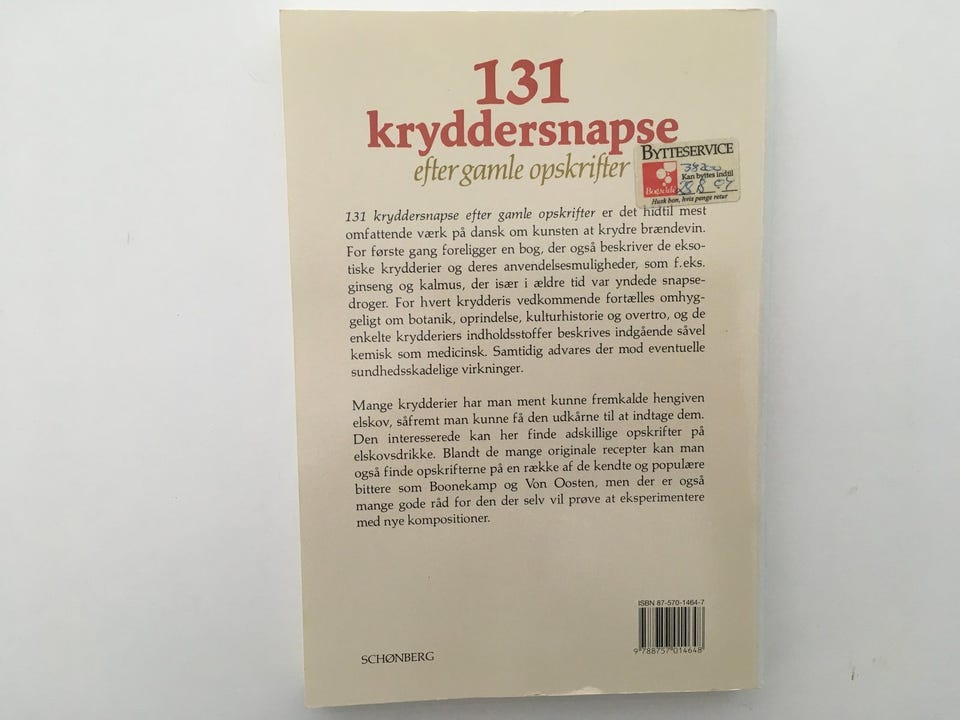 131
kryddersnapse
efter gamle opskrifter
BYTTESERVICE
Kan byttes indtil
Husk bon, hvis penge retur
131 kryddersnapse efter gamle opskrifter er det hidtil mest
omfattende værk på dansk om kunsten at krydre brændevin.
For første gang foreligger en bog, der også beskriver de ekso-
tiske krydderier og deres anvendelsesmuligheder, som f.eks.
ginseng og kalmus, der især i ældre tid var yndede snapse-
droger. For hvert krydderis vedkommende fortælles omhyg-
geligt om botanik, oprindelse, kulturhistorie og overtro, og de
enkelte krydderiers indholdsstoffer beskrives indgående såvel
kemisk som medicinsk. Samtidig advares der mod eventuelle
sundhedsskadelige virkninger.
Mange krydderier har man ment kunne fremkalde hengiven
elskov, såfremt man kunne få den udkårne til at indtage dem.
Den interesserede kan her finde adskillige opskrifter på
elskovsdrikke. Blandt de mange originale recepter kan man
også finde opskrifterne på en række af de kendte og populære
bittere som Boonekamp og Von Oosten, men der er også
mange gode råd for den der selv vil prøve at eksperimentere
med nye kompositioner.
ISBN 87-570-1464-7
9 788757 014648
SCHØNBERG